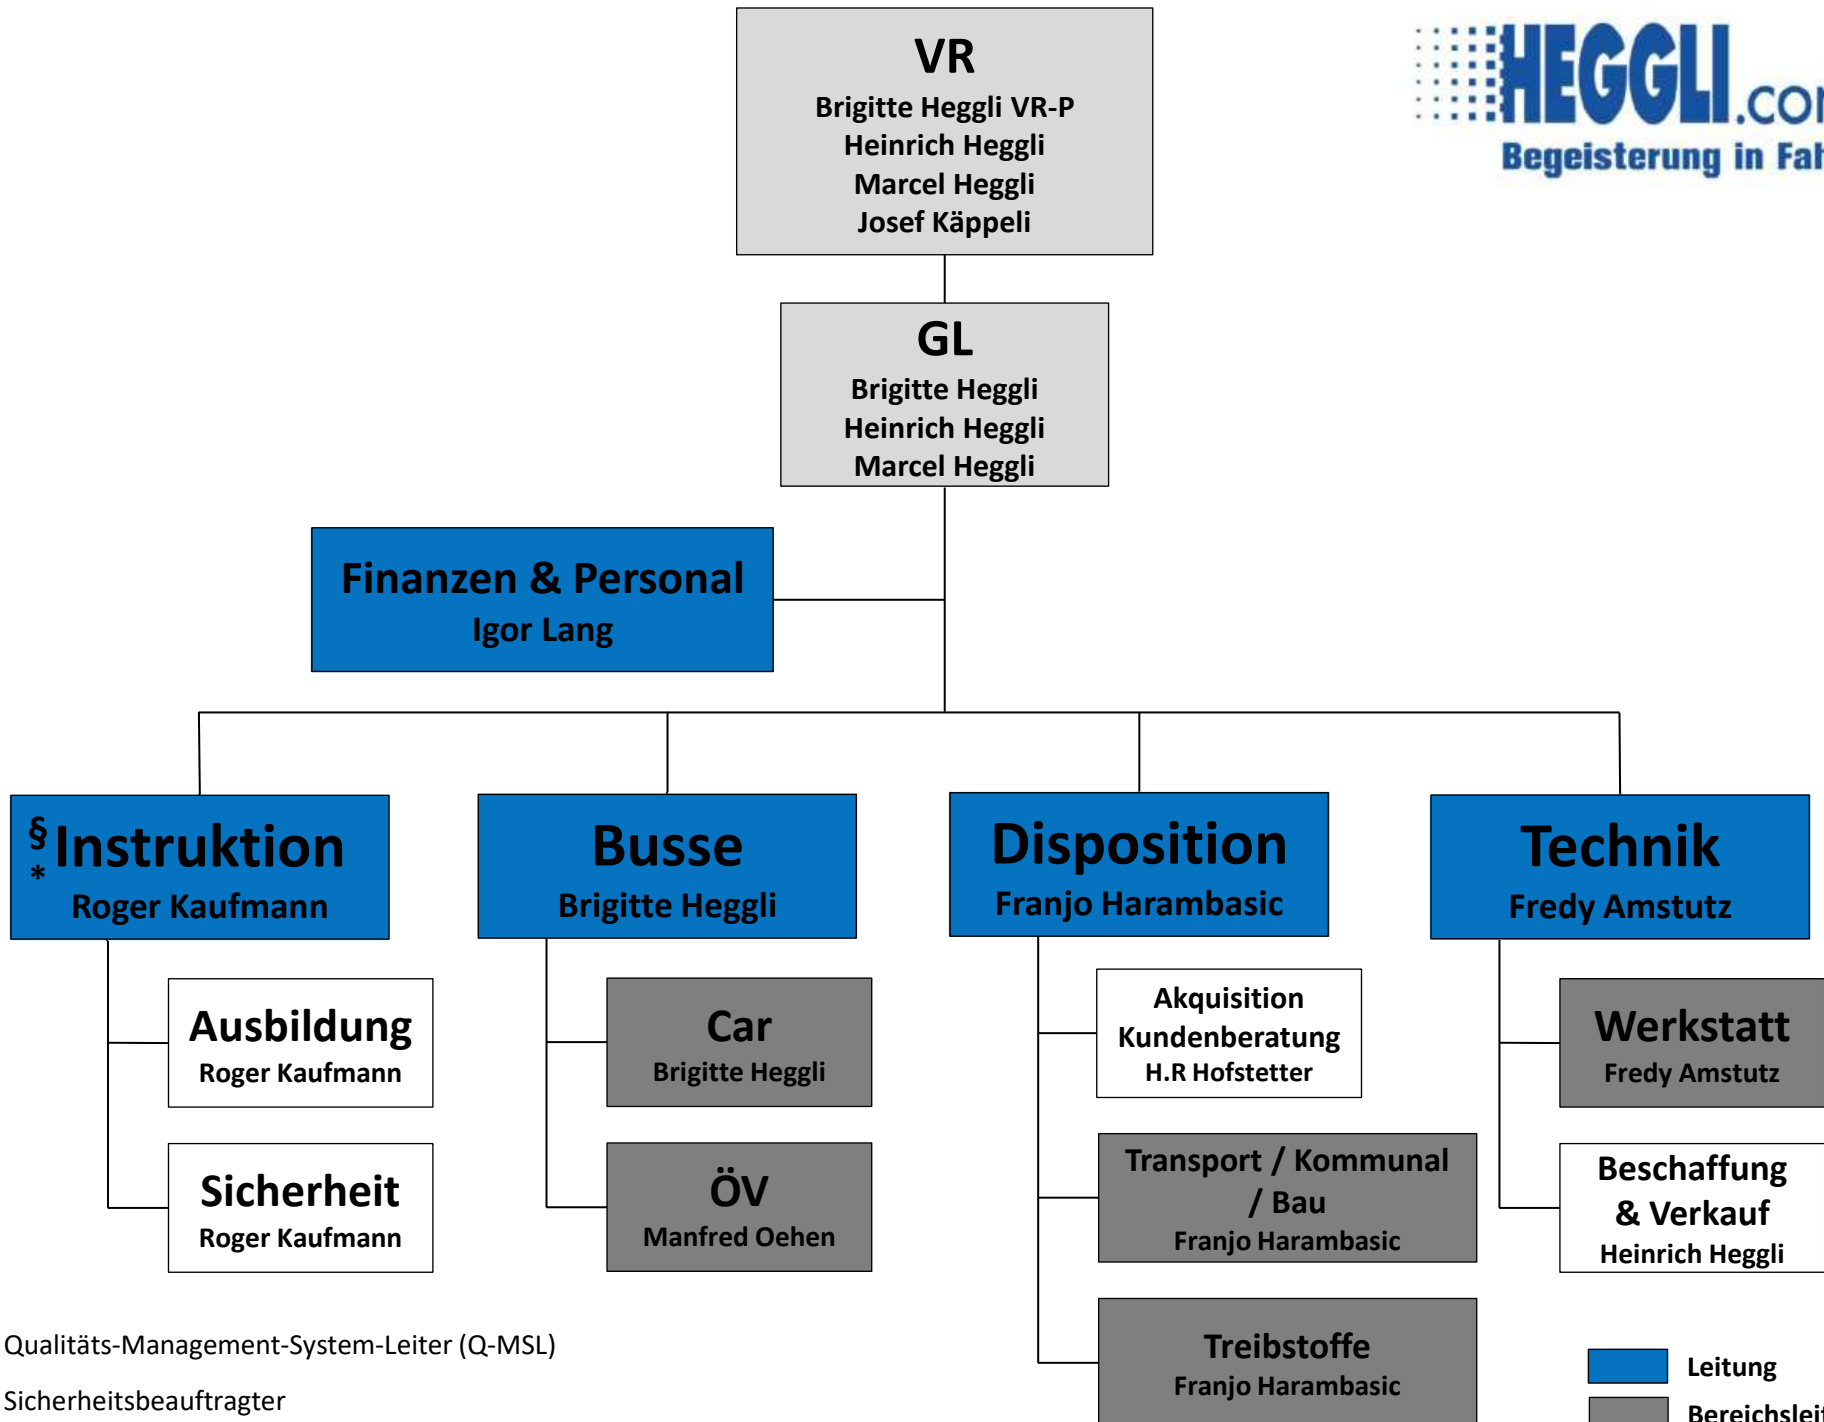 VR
Brigitte Heggli VR-P
Heinrich Heggli
Marcel Heggli
Josef Käppeli
HEGGLI.com
Begeisterung in
GL
Brigitte Heggli
Heinrich Heggli
Marcel Heggli
Finanzen & Personal
Igor Lang
§ Instruktion
*
Roger Kaufmann
Busse
Brigitte Heggli
Disposition
Franjo Harambasic
Technik
Fredy Amstutz
Ausbildung
Roger Kaufmann
Sicherheit
Roger Kaufmann
Car
Brigitte Heggli
ÖV
Manfred Oehen
Akquisition
Kundenberatung
H.R Hofstetter
Transport / Kommunal
/ Bau
Franjo Harambasic
Treibstoffe
Franjo Harambasic
Werkstatt
Fredy Amstutz
Beschaffung
& Verkauf
Heinrich Heggli
Qualitäts-Management-System-Leiter (Q-MSL)
Sicherheitsbeauftragter
Leitung